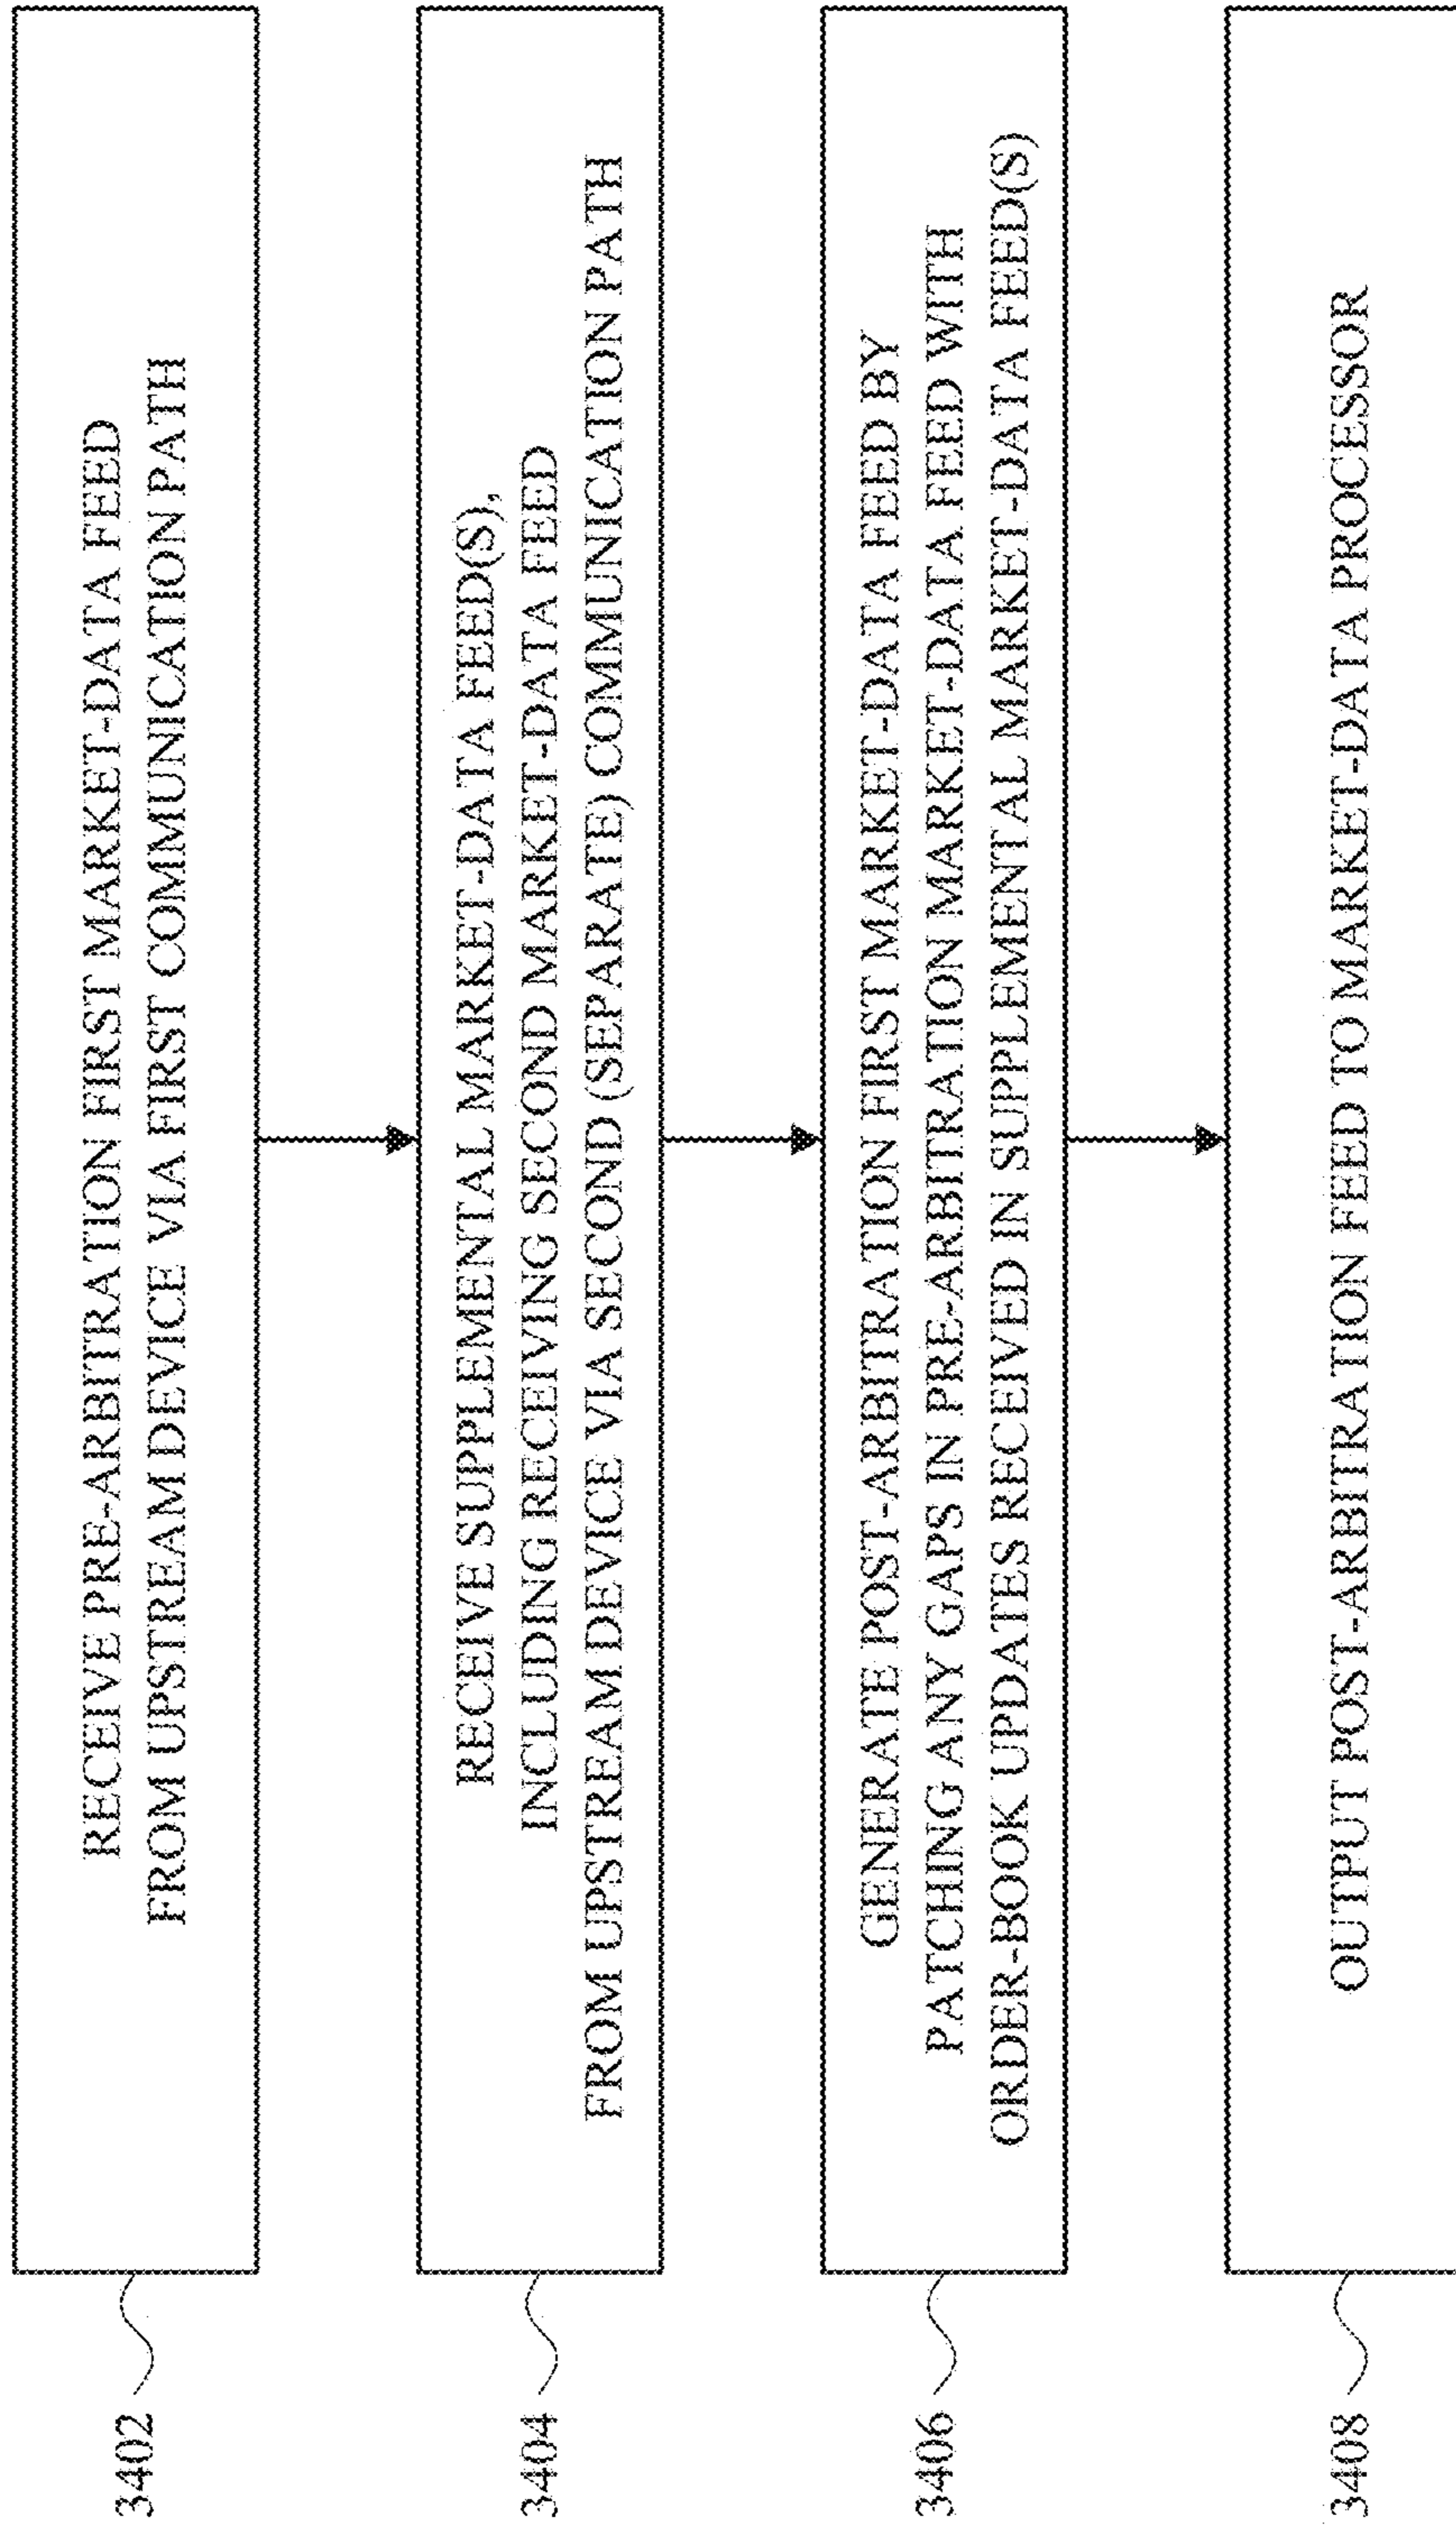 3402
RECEIVE PRE-ARBITRATION FIRST MARKET-DATA FEED
FROM UPSTREAM DEVICE VIA FIRST COMMUNICATION PATH
3404
RECEIVE SUPPLEMENTAL MARKET-DATA FEED(S),
INCLUDING RECEIVING SECOND MARKET-DATA FEED
FROM UPSTREAM DEVICE VIA SECOND (SEPARATE) COMMUNICATION PATH
3406
GENERATE POST-ARBITRATION FIRST MARKET-DATA FEED BY
PATCHING ANY GAPS IN PRE-ARBITRATION MARKET-DATA FEED WITH
ORDER-BOOK UPDATES RECEIVED IN SUPPLEMENTAL MARKET-DATA FEED(S)
3408
OUTPUT POST-ARBITRATION FEED TO MARKET-DATA PROCESSOR